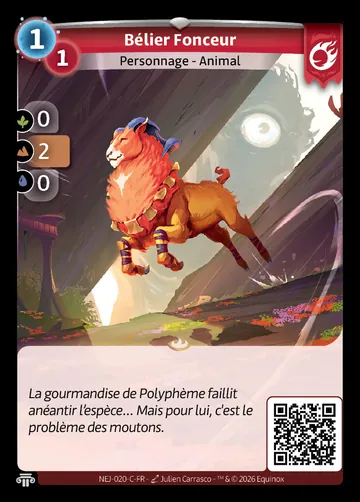 1
Bélier Fonceur
1
Personnage - Animal
0
2
0
La gourmandise de Polyphème faillit
anéantir l'espèce... Mais pour lui, c'est le
problème des moutons.
NEJ-020-C-FR - Julien Carrasco - ™ & © 2026 Equinox